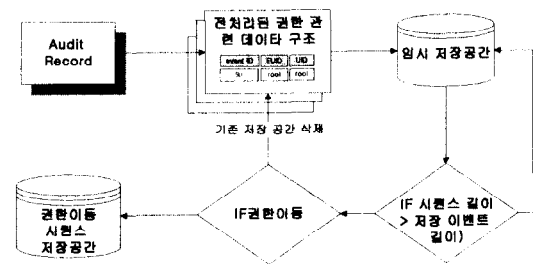 Audit
Record
전처리된 권한 관
련 데이타 구조
event ID EUID UID
su root root
임시 저장공간
기존 저장 공간 삭제
권한이동
시퀀스
저장공간
IF권한이동
IF 시퀀스 길이
> 저장 이벤트
길이)